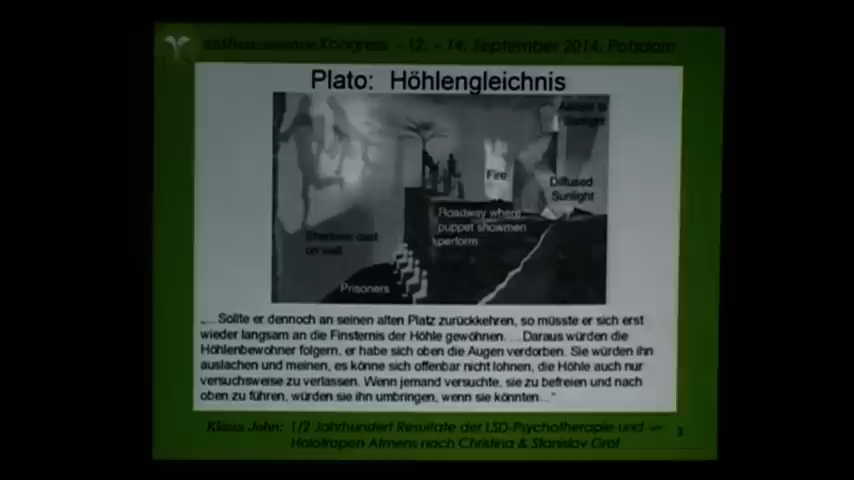 Kongress - 12. - 14. September 2014, Potsdam
Plato: Höhlengleichnis
Sunlight
Fire
Diffused
Sunlight
Roadway where
puppet showmen
perform
Shadows cast
on wall
Prisoners
„...Sollte er dennoch an seinen alten Platz zurückkehren, so müsste er sich erst
wieder langsam an die Finsternis der Höhle gewöhnen. ...Daraus würden die
Höhlenbewohner folgern, er habe sich oben die Augen verdorben. Sie würden ihn
auslachen und meinen, es könne sich offenbar nicht lohnen, die Höhle auch nur
versuchsweise zu verlassen. Wenn jemand versuchte, sie zu befreien und nach
oben zu führen, würden sie ihn umbringen, wenn sie könnten...“
Klaus John: 1/2 Jahrhundert Resultate der LSD-Psychotherapie und –
Holotropen Atmens nach Christina & Stanislav Grof